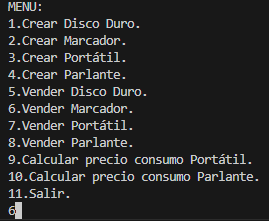 MENU:
1.Crear Disco Duro.
2.Crear Marcador.
3.Crear Portátil.
4.Crear Parlante.
5.Vender Disco Duro.
6.Vender Marcador.
7.Vender Portátil.
8.Vender Parlante.
9.Calcular precio consumo Portátil.
10.Calcular precio consumo Parlante.
11.Salir.
6